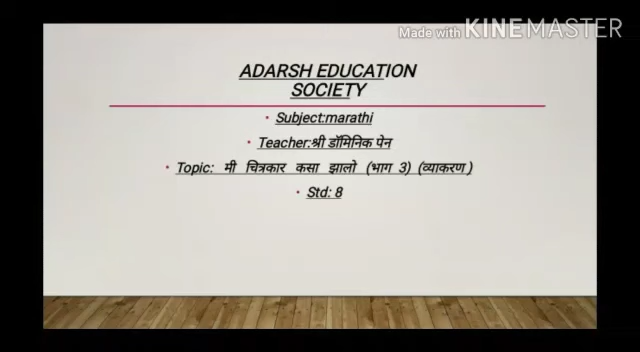 Made with KINEMASTER
ADARSH EDUCATION
SOCIETY
• Subject:marathi
• Teacher:श्री डॉमिनिक पेन
• Topic: मी चित्रकार कसा झालो (भाग 3) (व्याकरण )
• Std: 8